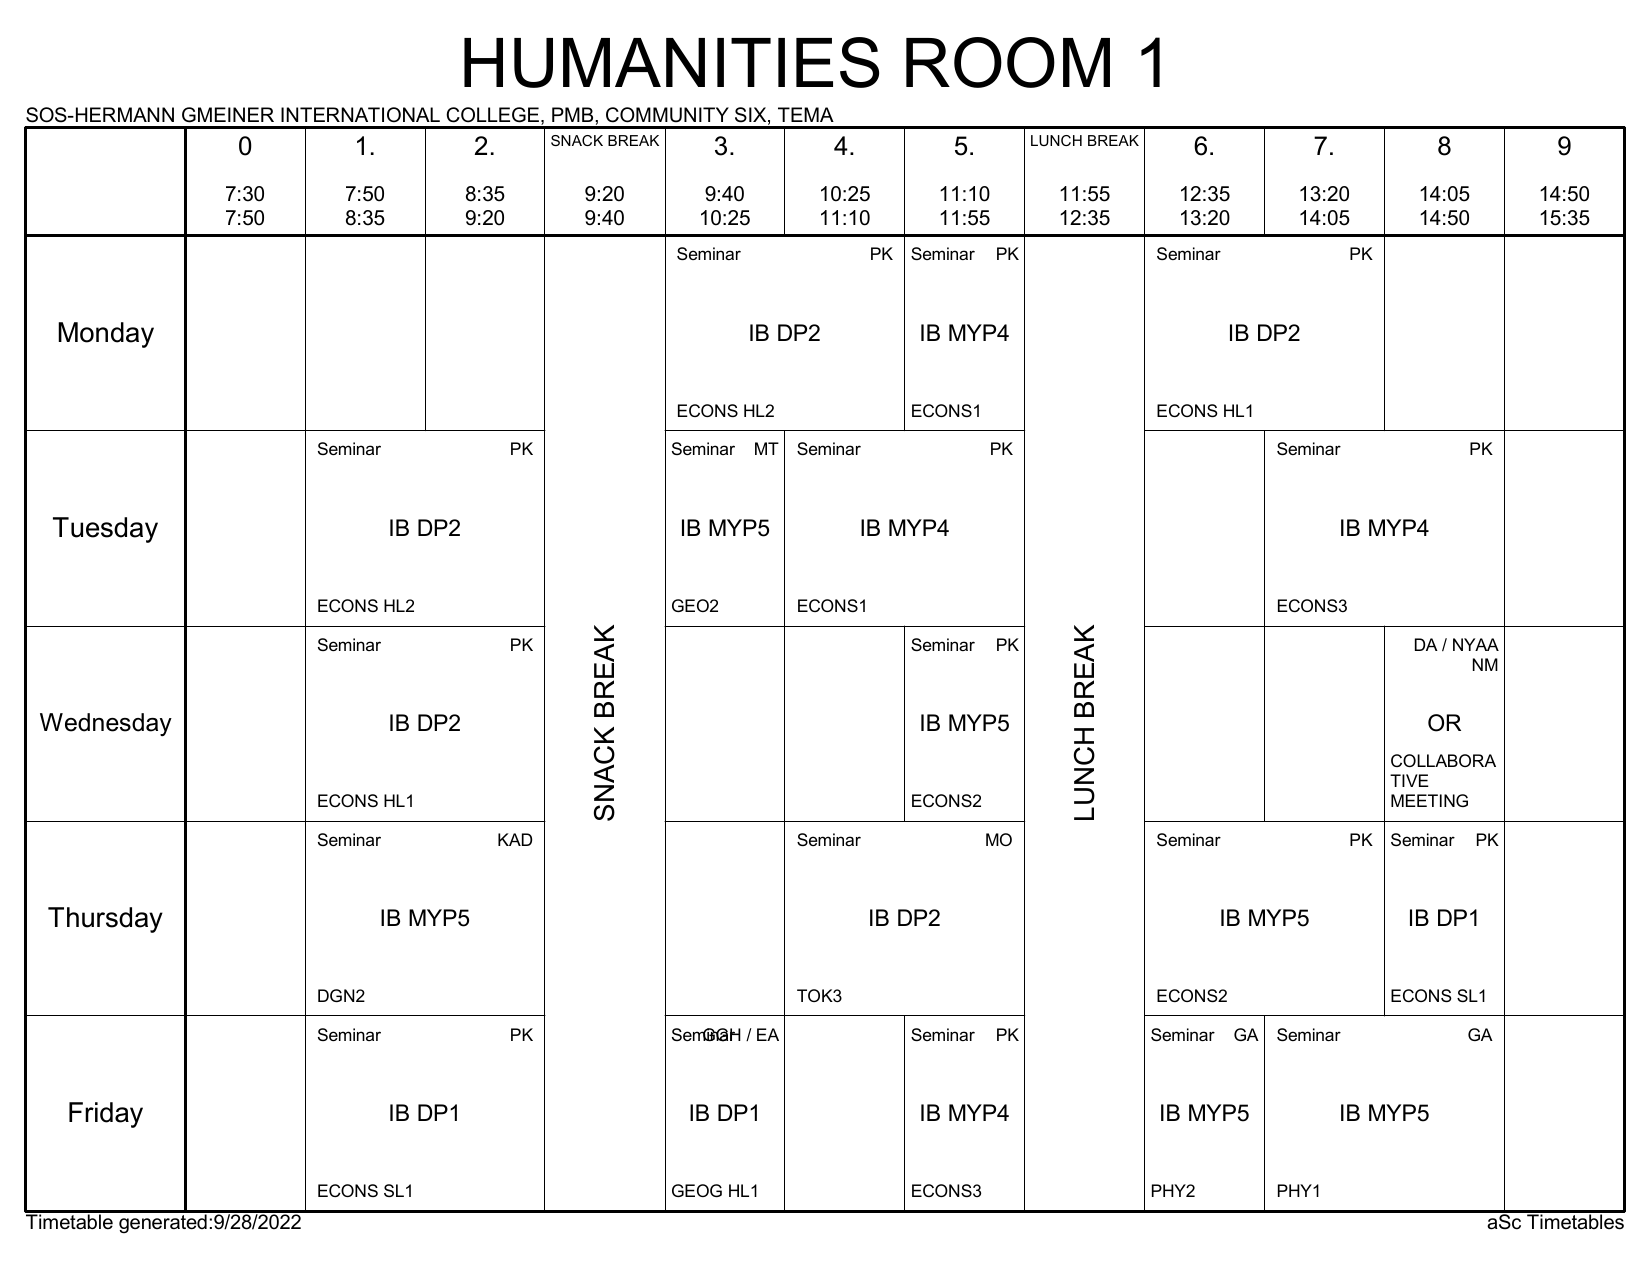 HUMANITIES ROOM 1
SOS-HERMANN GMEINER INTERNATIONAL COLLEGE, PMB, COMMUNITY SIX, TEMA
0 1. 2. SNACK BREAK 3. 4. 5. LUNCH BREAK 6. 7. 8 9
7:30 7:50 8:35 9:20 9:40 10:25 11:10 11:55 12:35 13:20 14:05 14:50
7:50 8:35 9:20 9:40 10:25 11:10 11:55 12:35 13:20 14:05 14:50 15:35
Seminar PK Seminar PK Seminar PK
Monday IB DP2 IB MYP4 IB DP2
ECONS HL2 ECONS1 ECONS HL1
Seminar PK Seminar MT Seminar PK Seminar PK
Tuesday IB DP2 IB MYP5 IB MYP4 IB MYP4
ECONS HL2 GEO2 ECONS1 ECONS3
SNACK BREAK
LUNCH BREAK
Seminar PK Seminar PK DA / NYAA
NM
Wednesday IB DP2 IB MYP5 OR
COLLABORA
TIVE
ECONS HL1 ECONS2 MEETING
Seminar KAD Seminar MO Seminar PK Seminar PK
Thursday IB MYP5 IB DP2 IB MYP5 IB DP1
DGN2 TOK3 ECONS2 ECONS SL1
Seminar PK Seminar / EA Seminar PK Seminar GA Seminar GA
Friday IB DP1 IB DP1 IB MYP4 IB MYP5 IB MYP5
ECONS SL1 GEOG HL1 ECONS3 PHY2 PHY1
Timetable generated:9/28/2022 aSc Timetables